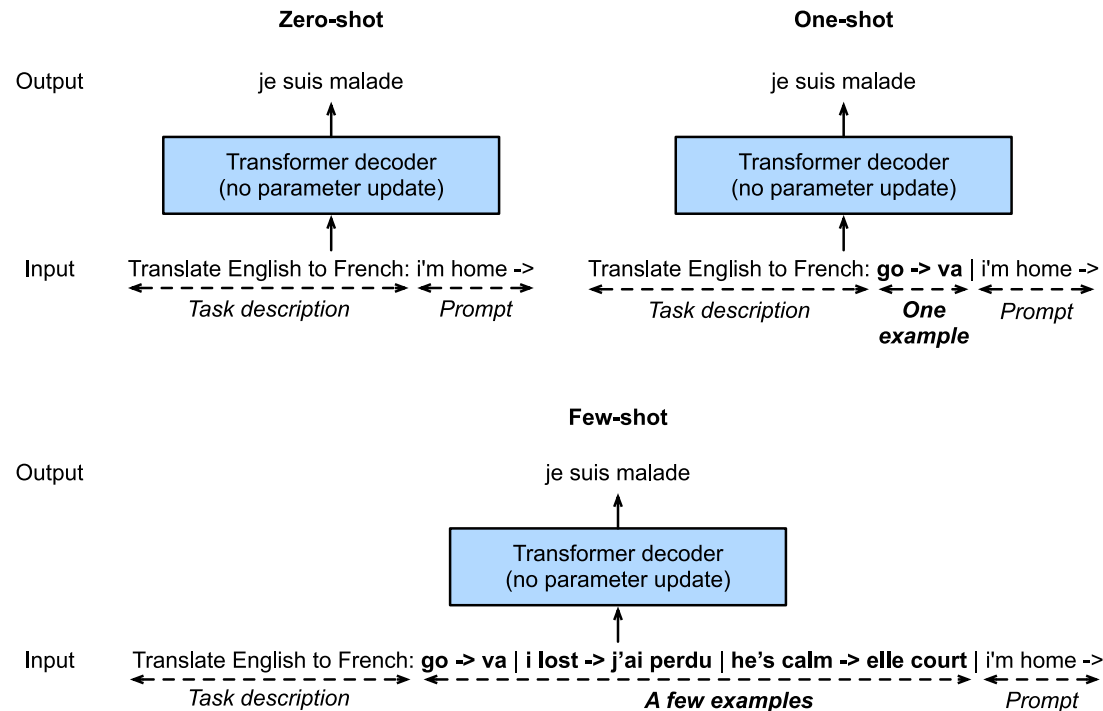 Zero-shot
One-shot
Output
je suis malade
je suis malade
Transformer decoder
(no parameter update)
Transformer decoder
(no parameter update)
Input
Translate English to French: i'm home ->
Translate English to French: go -> va | i'm home ->
Task description
Prompt
Task description
One
example
Prompt
Few-shot
Output
je suis malade
Transformer decoder
(no parameter update)
Input
Translate English to French: go -> va | i lost -> j'ai perdu | he's calm -> elle court | i'm home ->
Task description
A few examples
Prompt